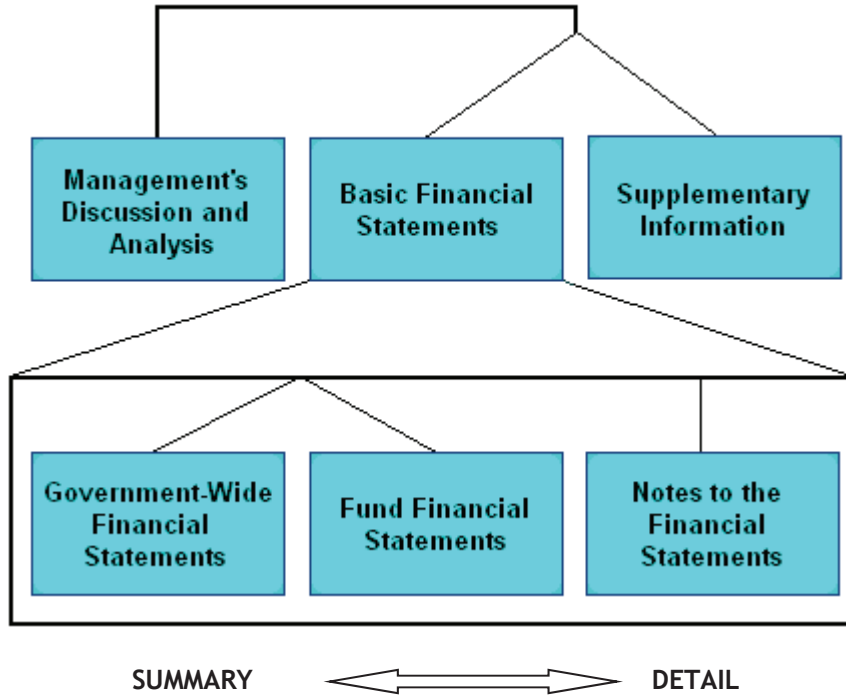 Management's
Discussion and
Analysis
Basic Financial
Statements
Supplementary
Information
Government-Wide
Financial
Statements
Fund Financial
Statements
Notes to the
Financial
Statements
SUMMARY
DETAIL